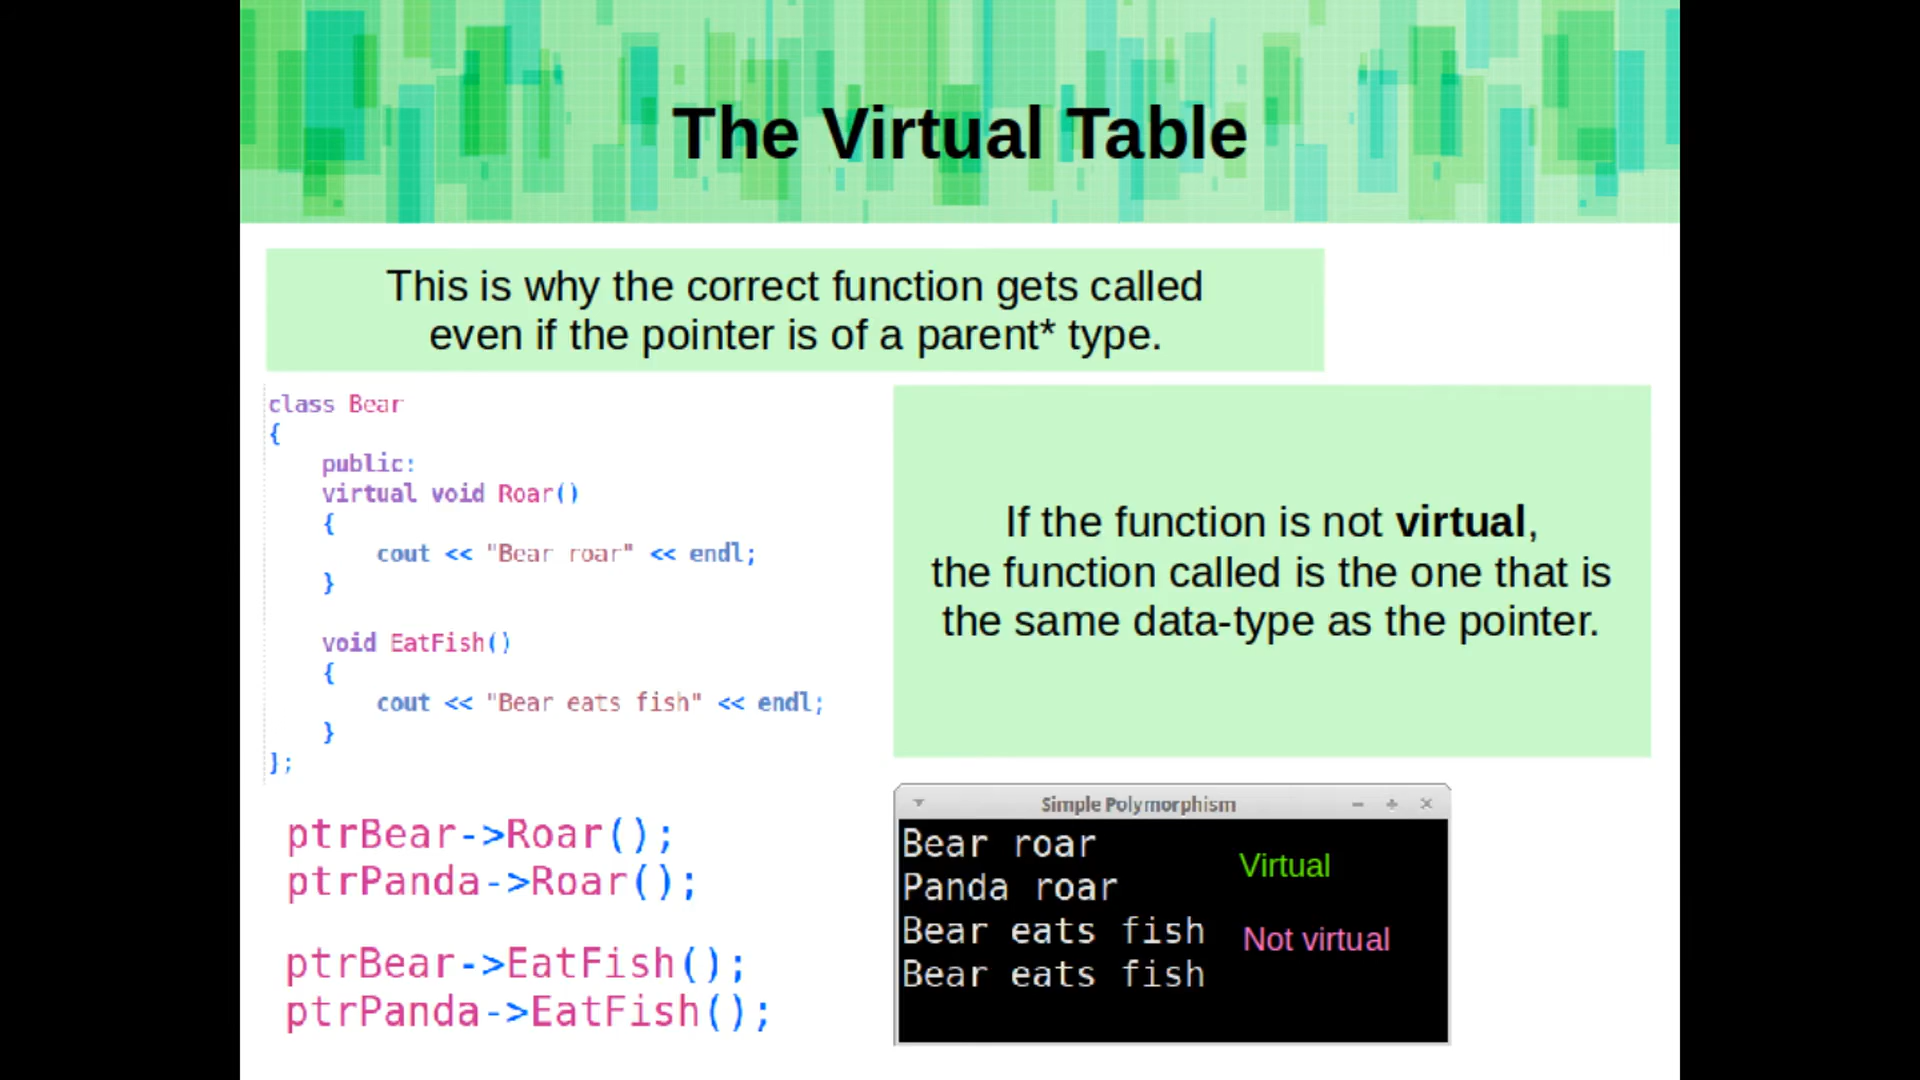 The Virtual Table
This is why the correct function gets called
even if the pointer is of a parent* type.
class Bear
{
    public:
    virtual void Roar()
    {
        cout << "Bear roar" << endl;
    }

    void EatFish()
    {
        cout << "Bear eats fish" << endl;
    }
};
If the function is not virtual,
the function called is the one that is
the same data-type as the pointer.
ptrBear->Roar();
ptrPanda->Roar();
ptrBear->EatFish();
ptrPanda->EatFish();
Simple Polymorphism
Bear roar
Panda roar
Bear eats fish
Bear eats fish
Virtual
Not virtual